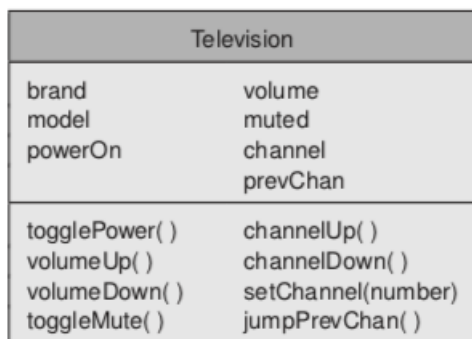 Television
brand volume
model muted
powerOn channel
prevChan
togglePower( ) channelUp( )
volumeUp( ) channelDown( )
volumeDown( ) setChannel(number)
toggleMute( ) jumpPrevChan( )